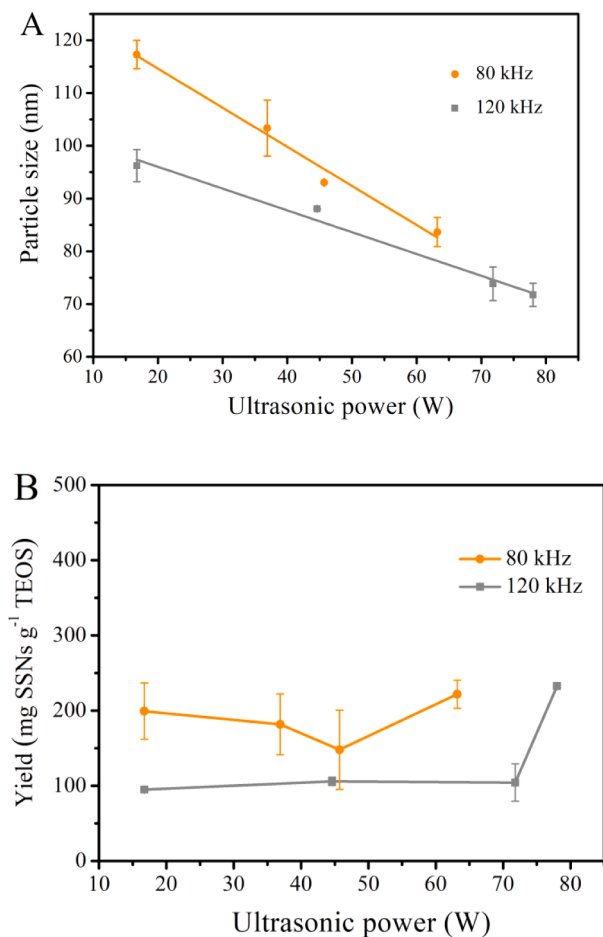 A
120
110
100
90
80
70
60
Particle size (nm)
80 kHz
120 kHz
10 20 30 40 50 60 70 80
Ultrasonic power (W)
B
500
400
300
200
100
0
Yield (mg SSNs g⁻¹ TEOS)
80 kHz
120 kHz
10 20 30 40 50 60 70 80
Ultrasonic power (W)